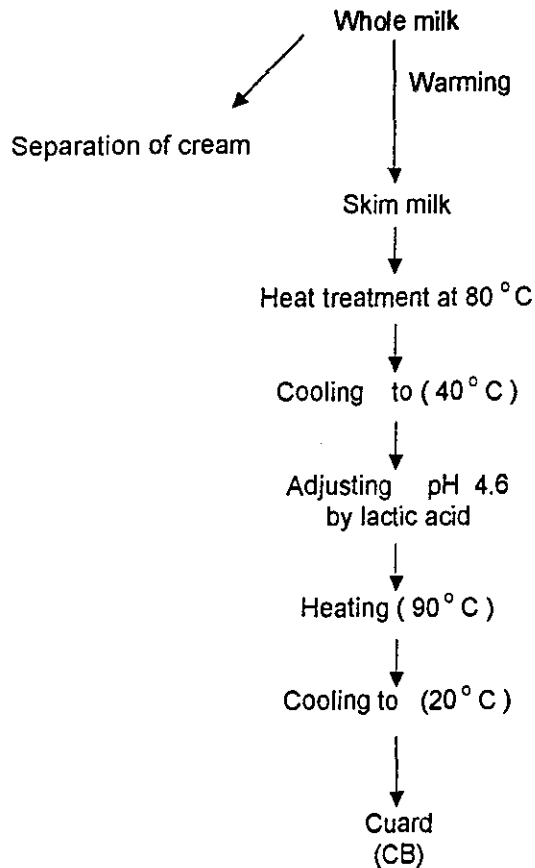 Whole milk
Warming
Separation of cream
Skim milk
Heat treatment at 80 °C
Cooling to ( 40° C )
Adjusting pH 4.6
by lactic acid
Heating ( 90° C )
Cooling to (20° C )
Cuard
(CB)